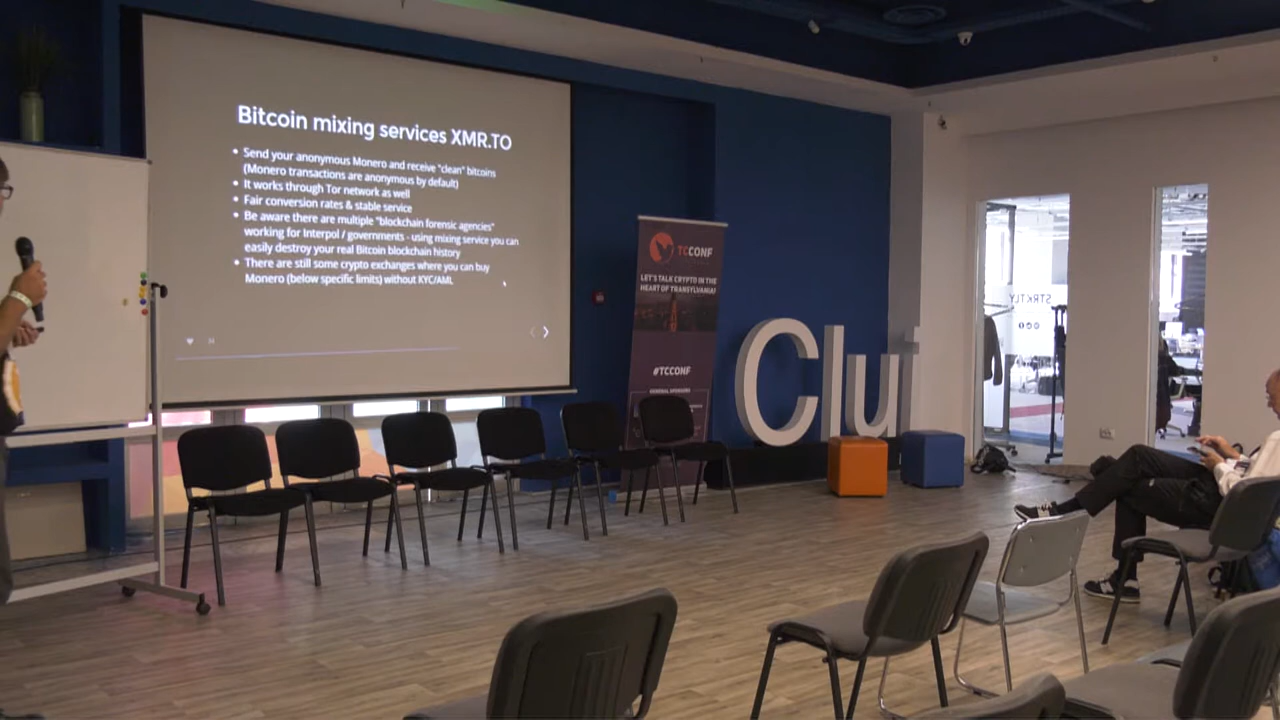 Bitcoin mixing services XMR.TO
• Send your anonymous Monero and receive "clean" bitcoins
(Monero transactions are anonymous by default)
• It works through Tor network as well
• Fair conversion rates & stable service
• Be aware there are multiple "blockchain forensic agencies"
working for Interpol / governments - using mixing service you can
easily destroy your real Bitcoin blockchain history
• There are still some crypto exchanges where you can buy
Monero (below specific limits) without KYC/AML
TCCONF
LET'S TALK CRYPTO IN THE
HEART OF TRANSYLVANIA!
#TCCONF
GENERAL SPONSORS
Cluj
STRKTLY